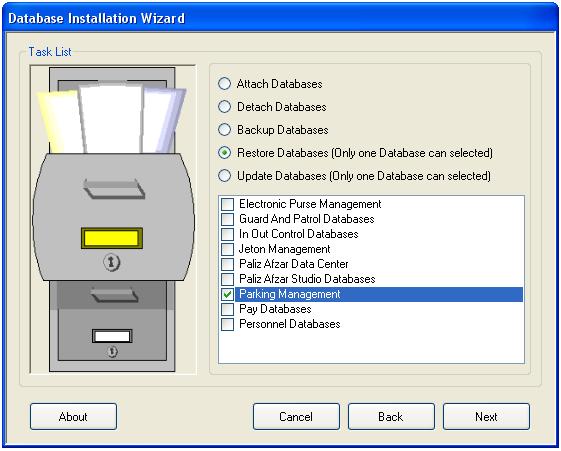 Database Installation Wizard
Task List
Attach Databases
Detach Databases
Backup Databases
Restore Databases (Only one Database can selected)
Update Databases (Only one Database can selected)
Electronic Purse Management
Guard And Patrol Databases
In Out Control Databases
Jeton Management
Paliz Afzar Data Center
Paliz Afzar Studio Databases
Parking Management
Pay Databases
Personnel Databases
About
Cancel
Back
Next